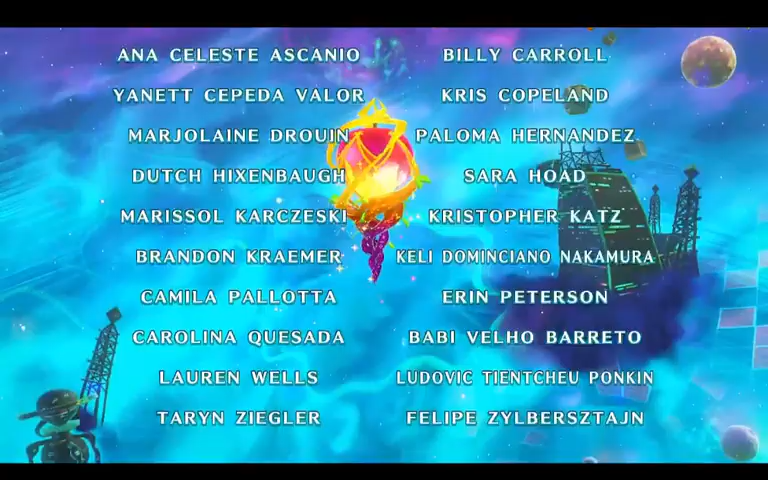 ANA CELESTE ASCANIO BILLY CARROLL
YANETT CEPEDA VALOR KRIS COPELAND
MARJOLAINE DROUIN PALOMA HERNANDEZ
DUTCH HIXENBAUGH SARA HOAD
MARISSOL KARCZESKI KRISTOPHER KATZ
BRANDON KRAEMER KELI DOMINCIANO NAKAMURA
CAMILA PALLOTTA ERIN PETERSON
CAROLINA QUESADA BABI VELHO BARRETO
LAUREN WELLS LUDOVIC TIENTCHEU PONKIN
TARYN ZIEGLER FELIPE ZYLBERSZTAJN